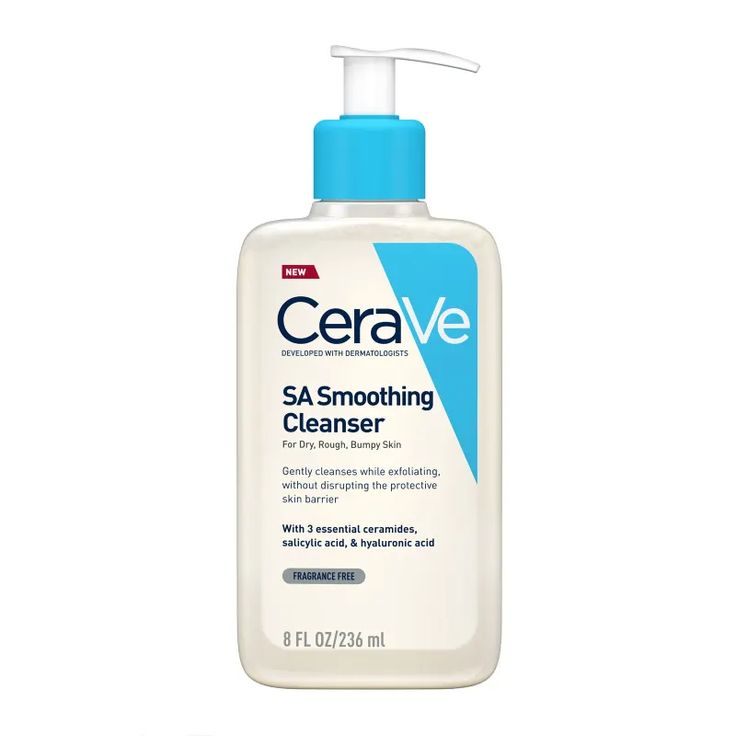 NEW
CeraVe
DEVELOPED WITH DERMATOLOGISTS
SA Smoothing
Cleanser
For Dry, Rough, Bumpy Skin
Gently cleanses while exfoliating,
without disrupting the protective
skin barrier
With 3 essential ceramides,
salicylic acid, & hyaluronic acid
FRAGRANCE FREE
8 FL OZ/236 ml